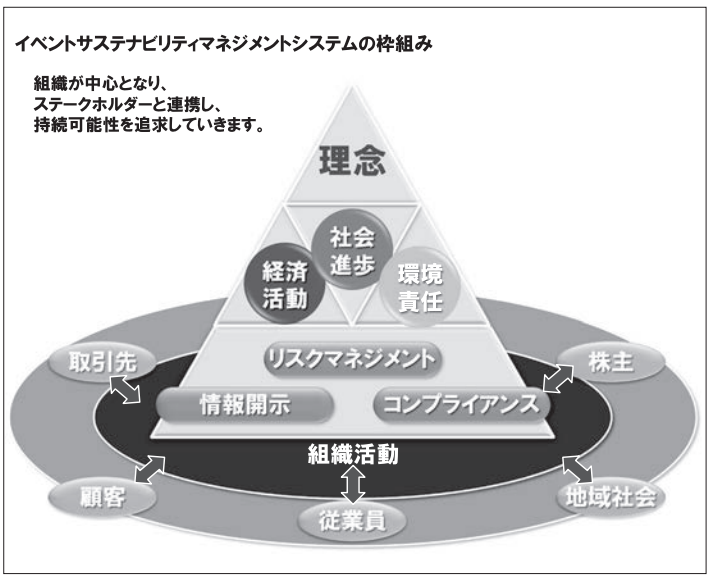 イベントサステナビリティマネジメントシステムの枠組み
組織が中心となり、
ステークホルダーと連携し、
持続可能性を追求していきます。
理念
社会
進歩
経済
活動
環境
責任
リスクマネジメント
取引先
株主
情報開示
コンプライアンス
組織活動
顧客
従業員
地域社会